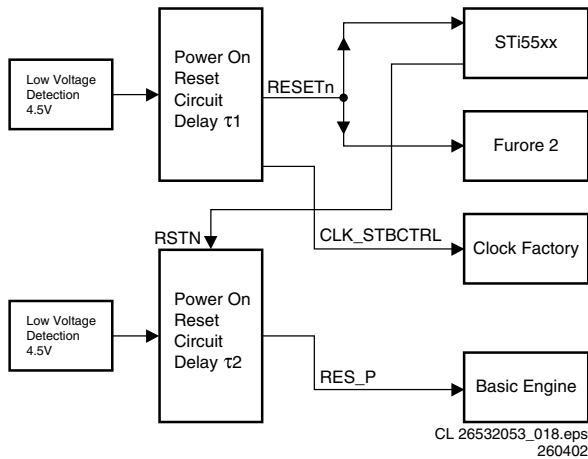 Power On
Reset
Circuit
Delay τ1
STi55xx
Low Voltage
Detection
4.5V
RESETn
Furore 2
RSTN
CLK_STBCTRL
Clock Factory
Power On
Reset
Circuit
Delay τ2
Low Voltage
Detection
4.5V
RES_P
Basic Engine
CL 26532053_018.eps
260402